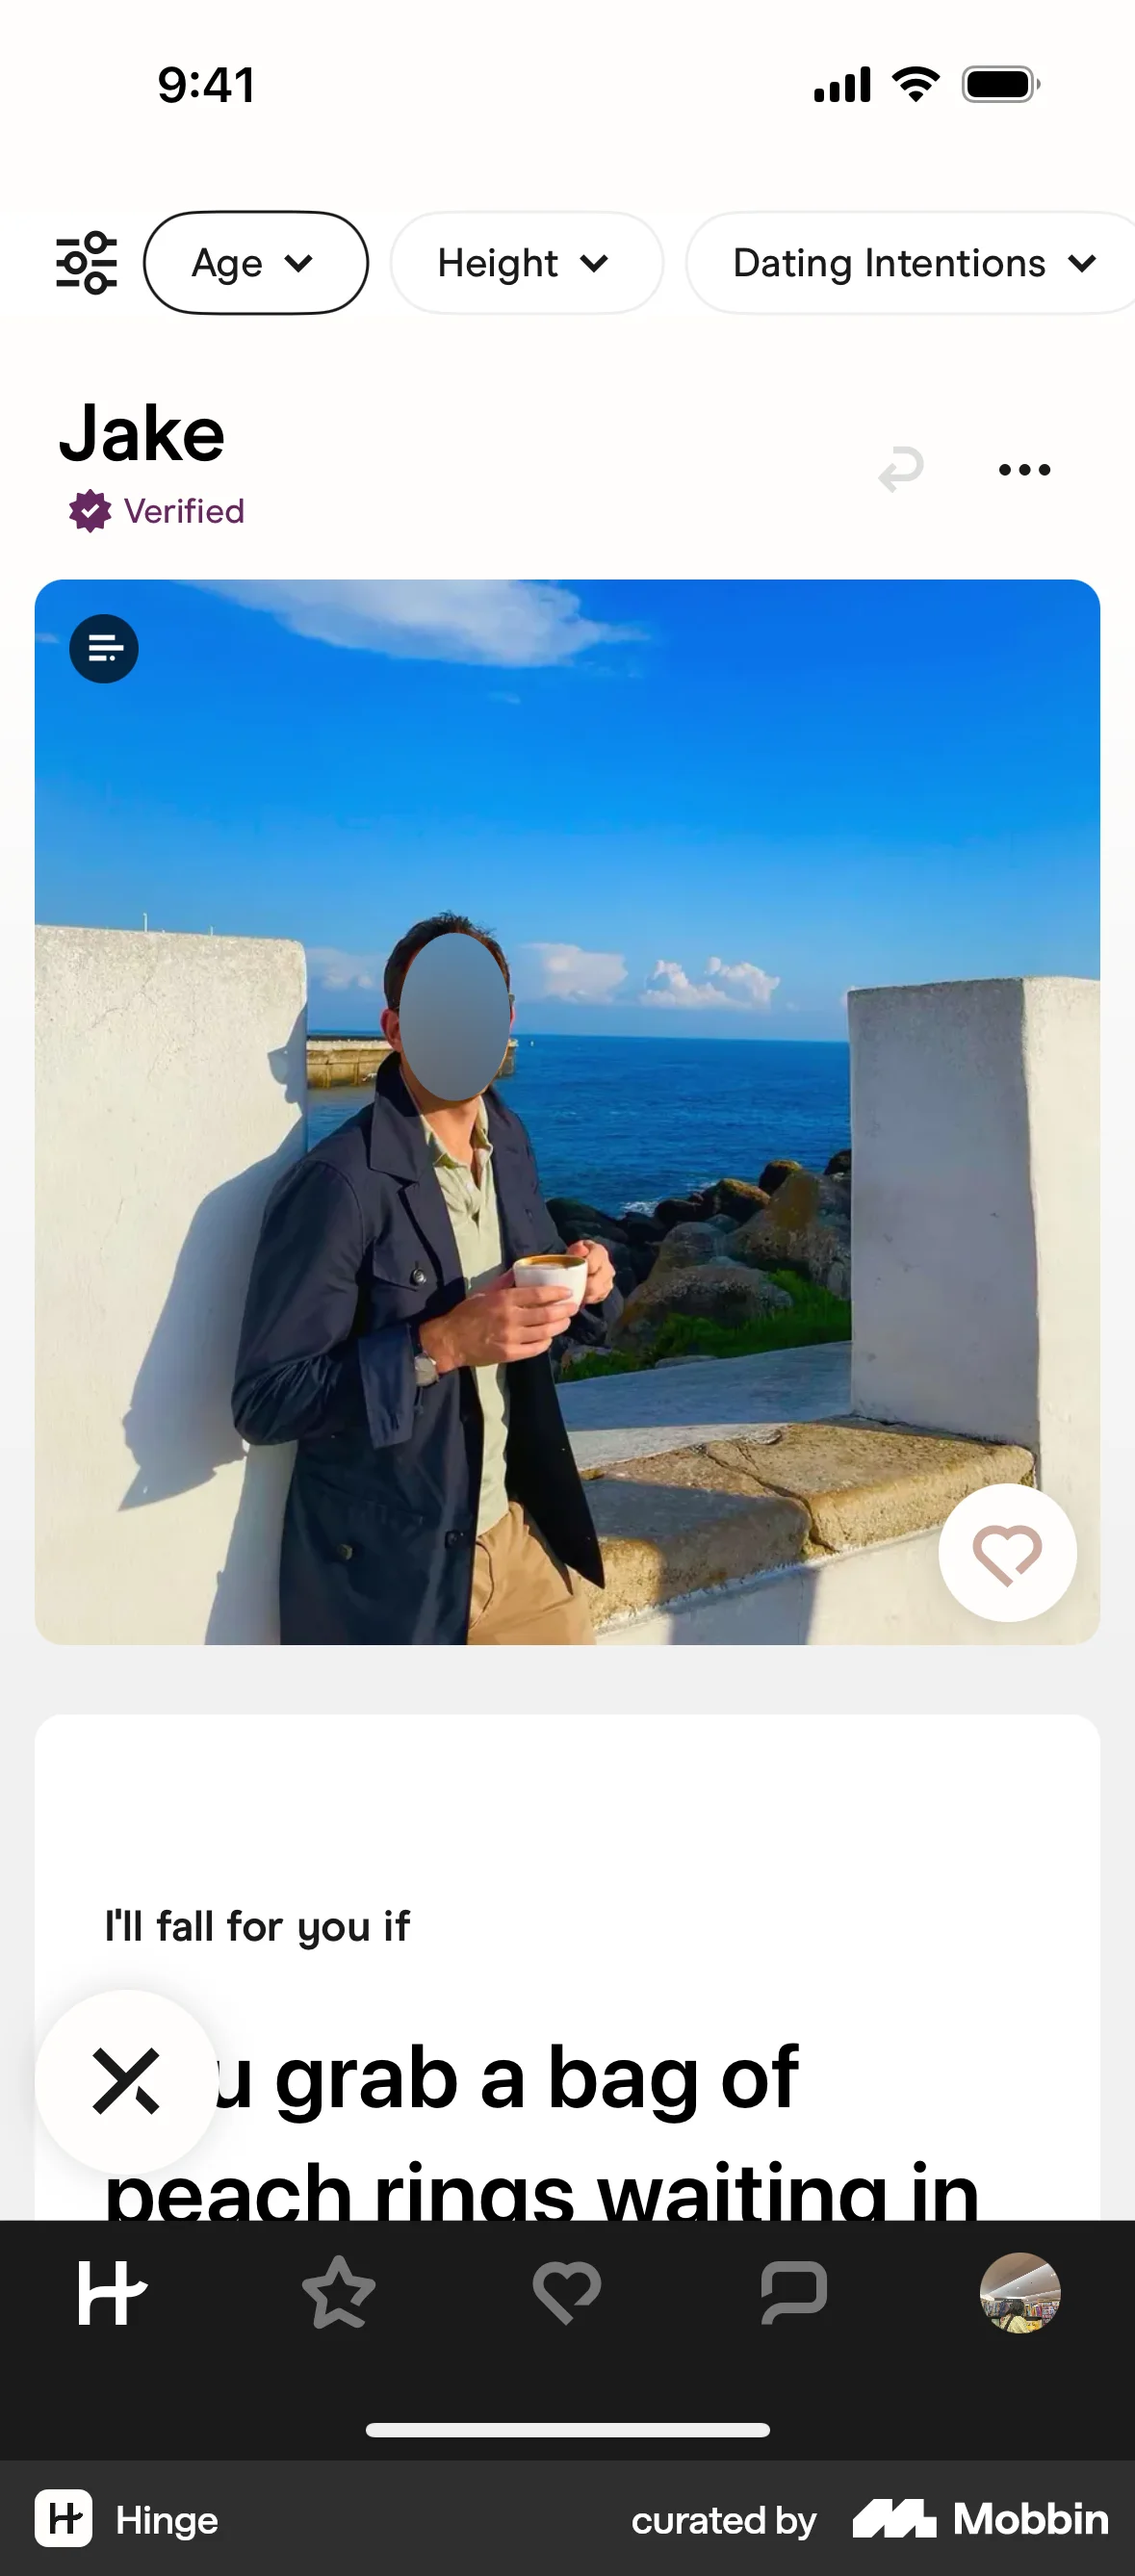 9:41
Age
Height
Dating Intentions
Jake
Verified
I'll fall for you if
grab a bag of
peach rings waiting in
Hinge
curated by
Mobbin